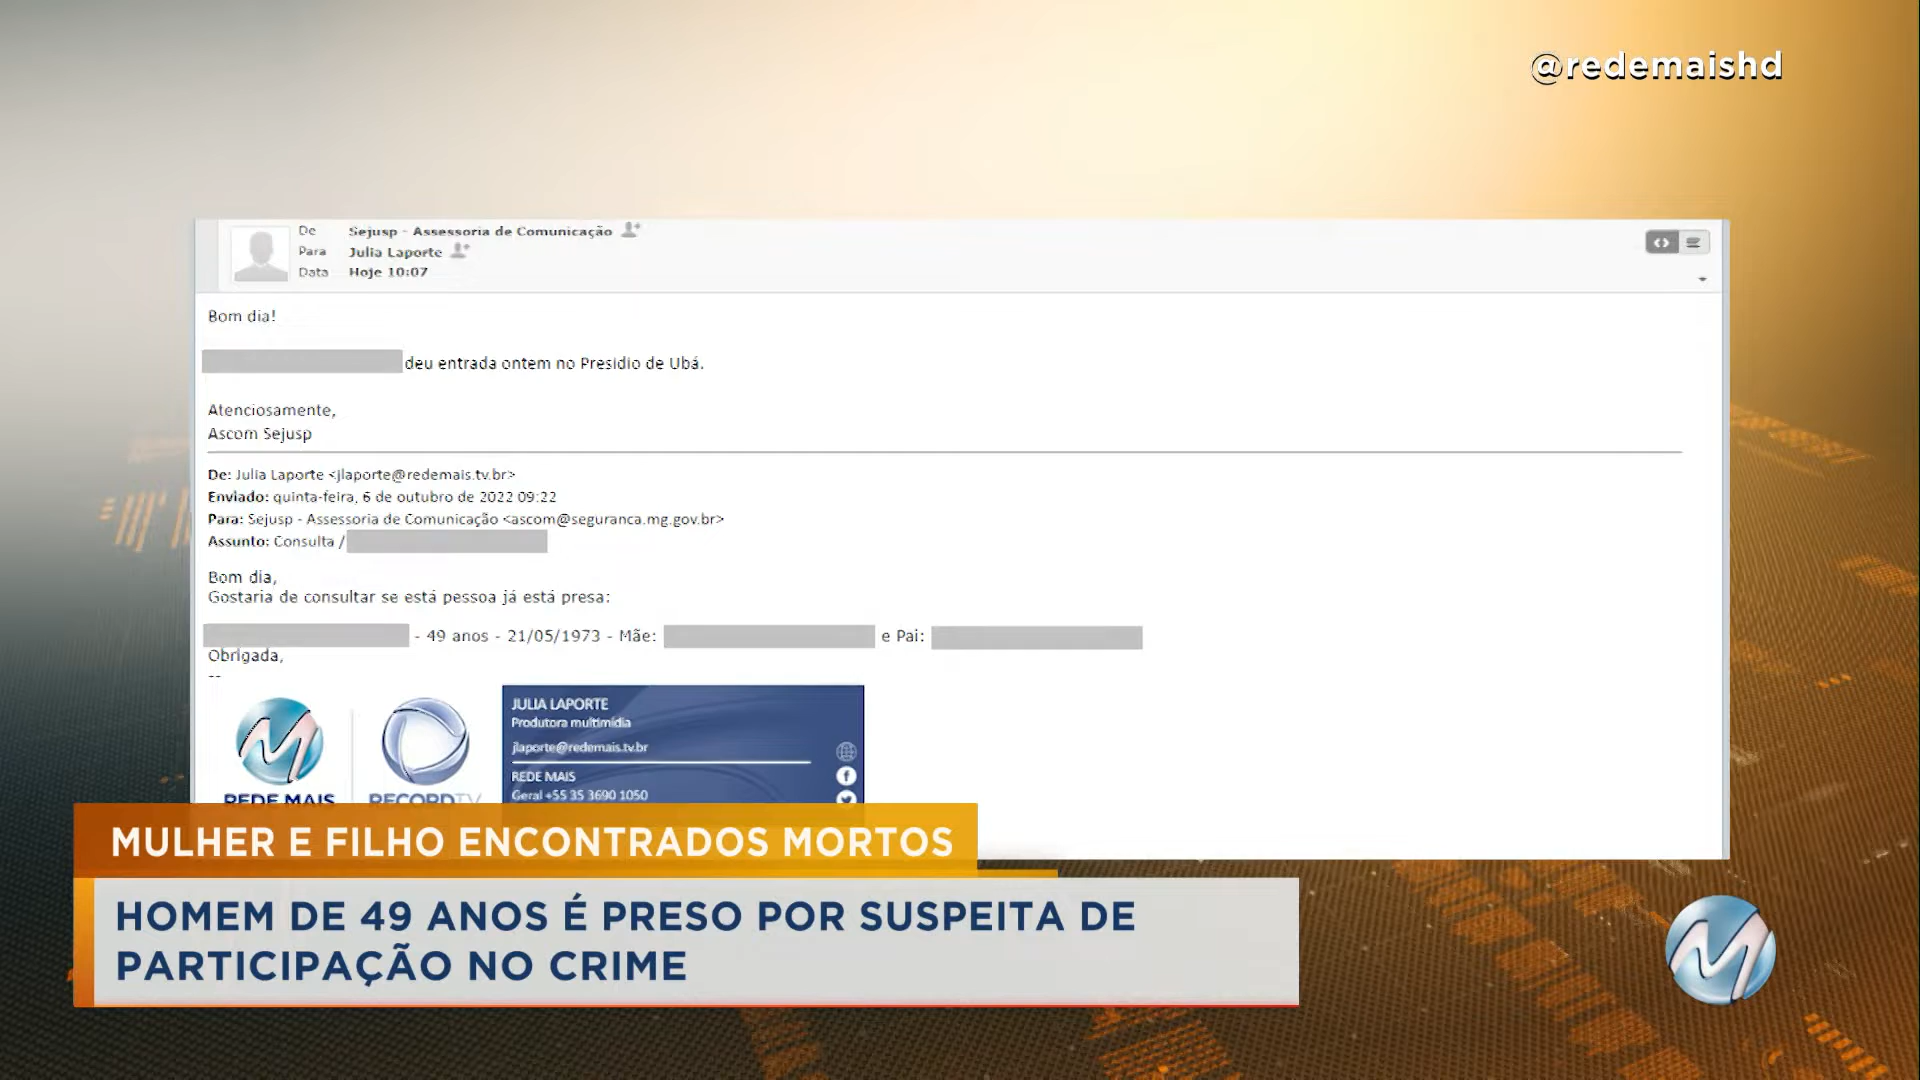 @redemaishd
De Sejusp - Assessoria de Comunicação
Para Julia Laporte
Data Hoje 10:07
Bom dia!
deu entrada ontem no Presídio de Ubá.
Atenciosamente,
Ascom Sejusp
De: Julia Laporte <jlaporte@redemais.tv.br>
Enviado: quinta-feira, 6 de outubro de 2022 09:22
Para: Sejusp - Assessoria de Comunicação <ascom@seguranca.mg.gov.br>
Assunto: Consulta /
Bom dia,
Gostaria de consultar se está pessoa já está presa:
- 49 anos - 21/05/1973 - Mãe: e Pai:
Obrigada,
--
REDE MAIS RECORDTV
JULIA LAPORTE
Produtora multimídia
jlaporte@redemais.tv.br
REDE MAIS
Geral +55 35 3690 1050
MULHER E FILHO ENCONTRADOS MORTOS
HOMEM DE 49 ANOS É PRESO POR SUSPEITA DE
PARTICIPAÇÃO NO CRIME